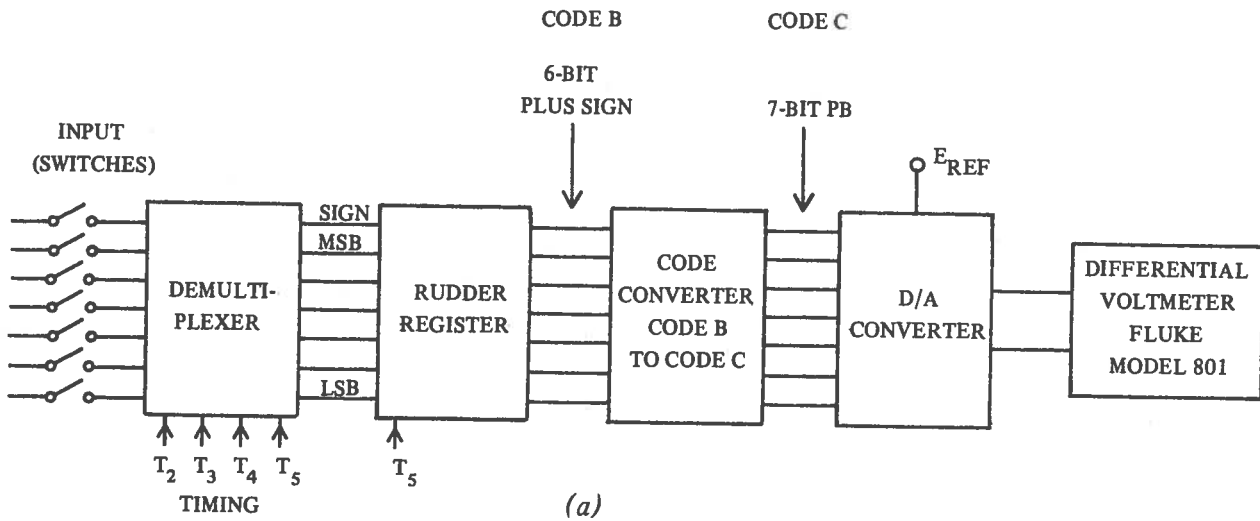 CODE B
CODE C
6-BIT
PLUS SIGN
7-BIT PB
INPUT
(SWITCHES)
E_REF
SIGN
MSB
LSB
DEMULTI-
PLEXER
RUDDER
REGISTER
CODE
CONVERTER
CODE B
TO CODE C
D/A
CONVERTER
DIFFERENTIAL
VOLTMETER
FLUKE
MODEL 801
T2 T3 T4 T5
TIMING
T5
(a)